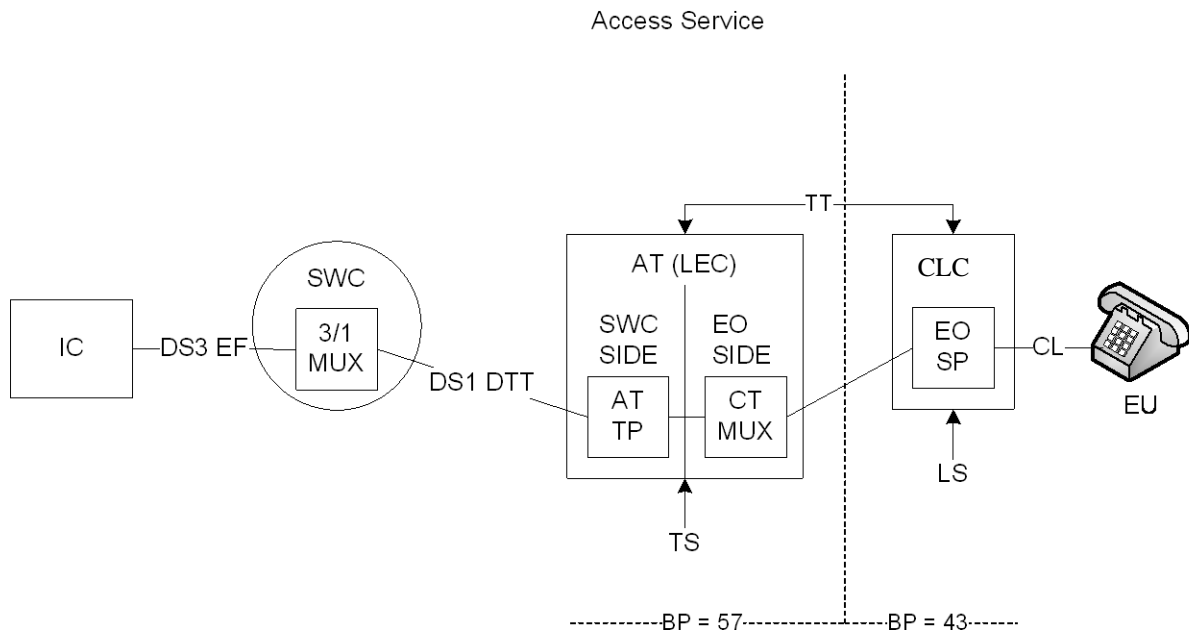 Access Service
TT
AT (LEC)
CLC
SWC
SWC
SIDE
EO
SIDE
IC
DS3 EF
3/1
MUX
EO
SP
CL
DS1 DTT
AT
TP
CT
MUX
EU
LS
TS
BP = 57
BP = 43